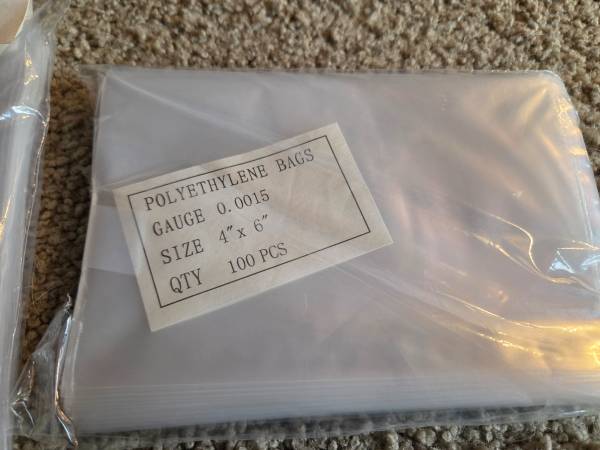 POLYETHYLENE BAGS
GAUGE 0.0015
SIZE 4" x 6"
QTY 100 PCS